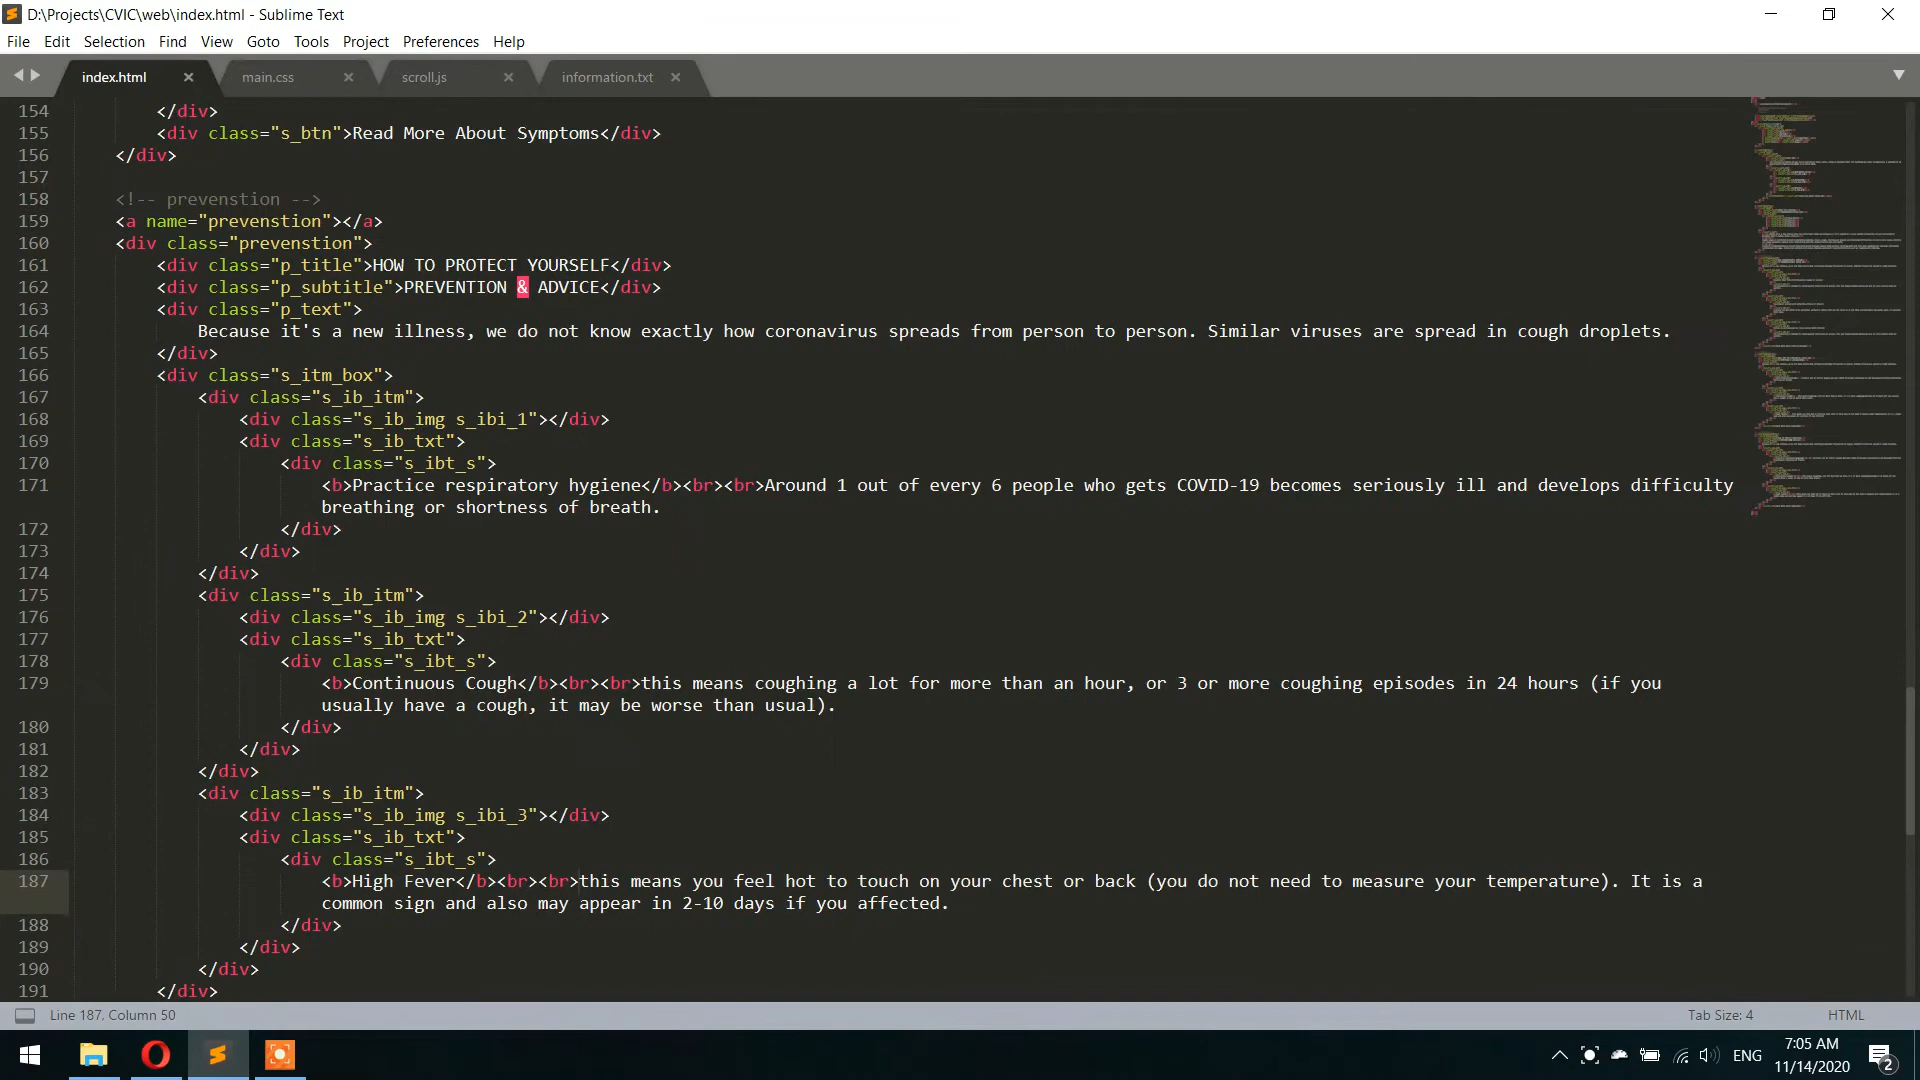 D:\Projects\CVIC\web\index.html - Sublime Text
File Edit Selection Find View Goto Tools Project Preferences Help
index.html main.css scroll.js information.txt
154 </div>
155 <div class="s_btn">Read More About Symptoms</div>
156 </div>
157
158 <!-- prevenstion -->
159 <a name="prevenstion"></a>
160 <div class="prevenstion">
161 <div class="p_title">HOW TO PROTECT YOURSELF</div>
162 <div class="p_subtitle">PREVENTION & ADVICE</div>
163 <div class="p_text">
164 Because it's a new illness, we do not know exactly how coronavirus spreads from person to person. Similar viruses are spread in cough droplets.
165 </div>
166 <div class="s_itm_box">
167 <div class="s_ib_itm">
168 <div class="s_ib_img s_ibi_1"></div>
169 <div class="s_ib_txt">
170 <div class="s_ibt_s">
171 <b>Practice respiratory hygiene</b><br><br>Around 1 out of every 6 people who gets COVID-19 becomes seriously ill and develops difficulty
breathing or shortness of breath.
172 </div>
173 </div>
174 </div>
175 <div class="s_ib_itm">
176 <div class="s_ib_img s_ibi_2"></div>
177 <div class="s_ib_txt">
178 <div class="s_ibt_s">
179 <b>Continuous Cough</b><br><br>this means coughing a lot for more than an hour, or 3 or more coughing episodes in 24 hours (if you
usually have a cough, it may be worse than usual).
180 </div>
181 </div>
182 </div>
183 <div class="s_ib_itm">
184 <div class="s_ib_img s_ibi_3"></div>
185 <div class="s_ib_txt">
186 <div class="s_ibt_s">
187 <b>High Fever</b><br><br>this means you feel hot to touch on your chest or back (you do not need to measure your temperature). It is a
common sign and also may appear in 2-10 days if you affected.
188 </div>
189 </div>
190 </div>
191 </div>
Line 187, Column 50 Tab Size: 4 HTML
ENG 7:05 AM
11/14/2020 2